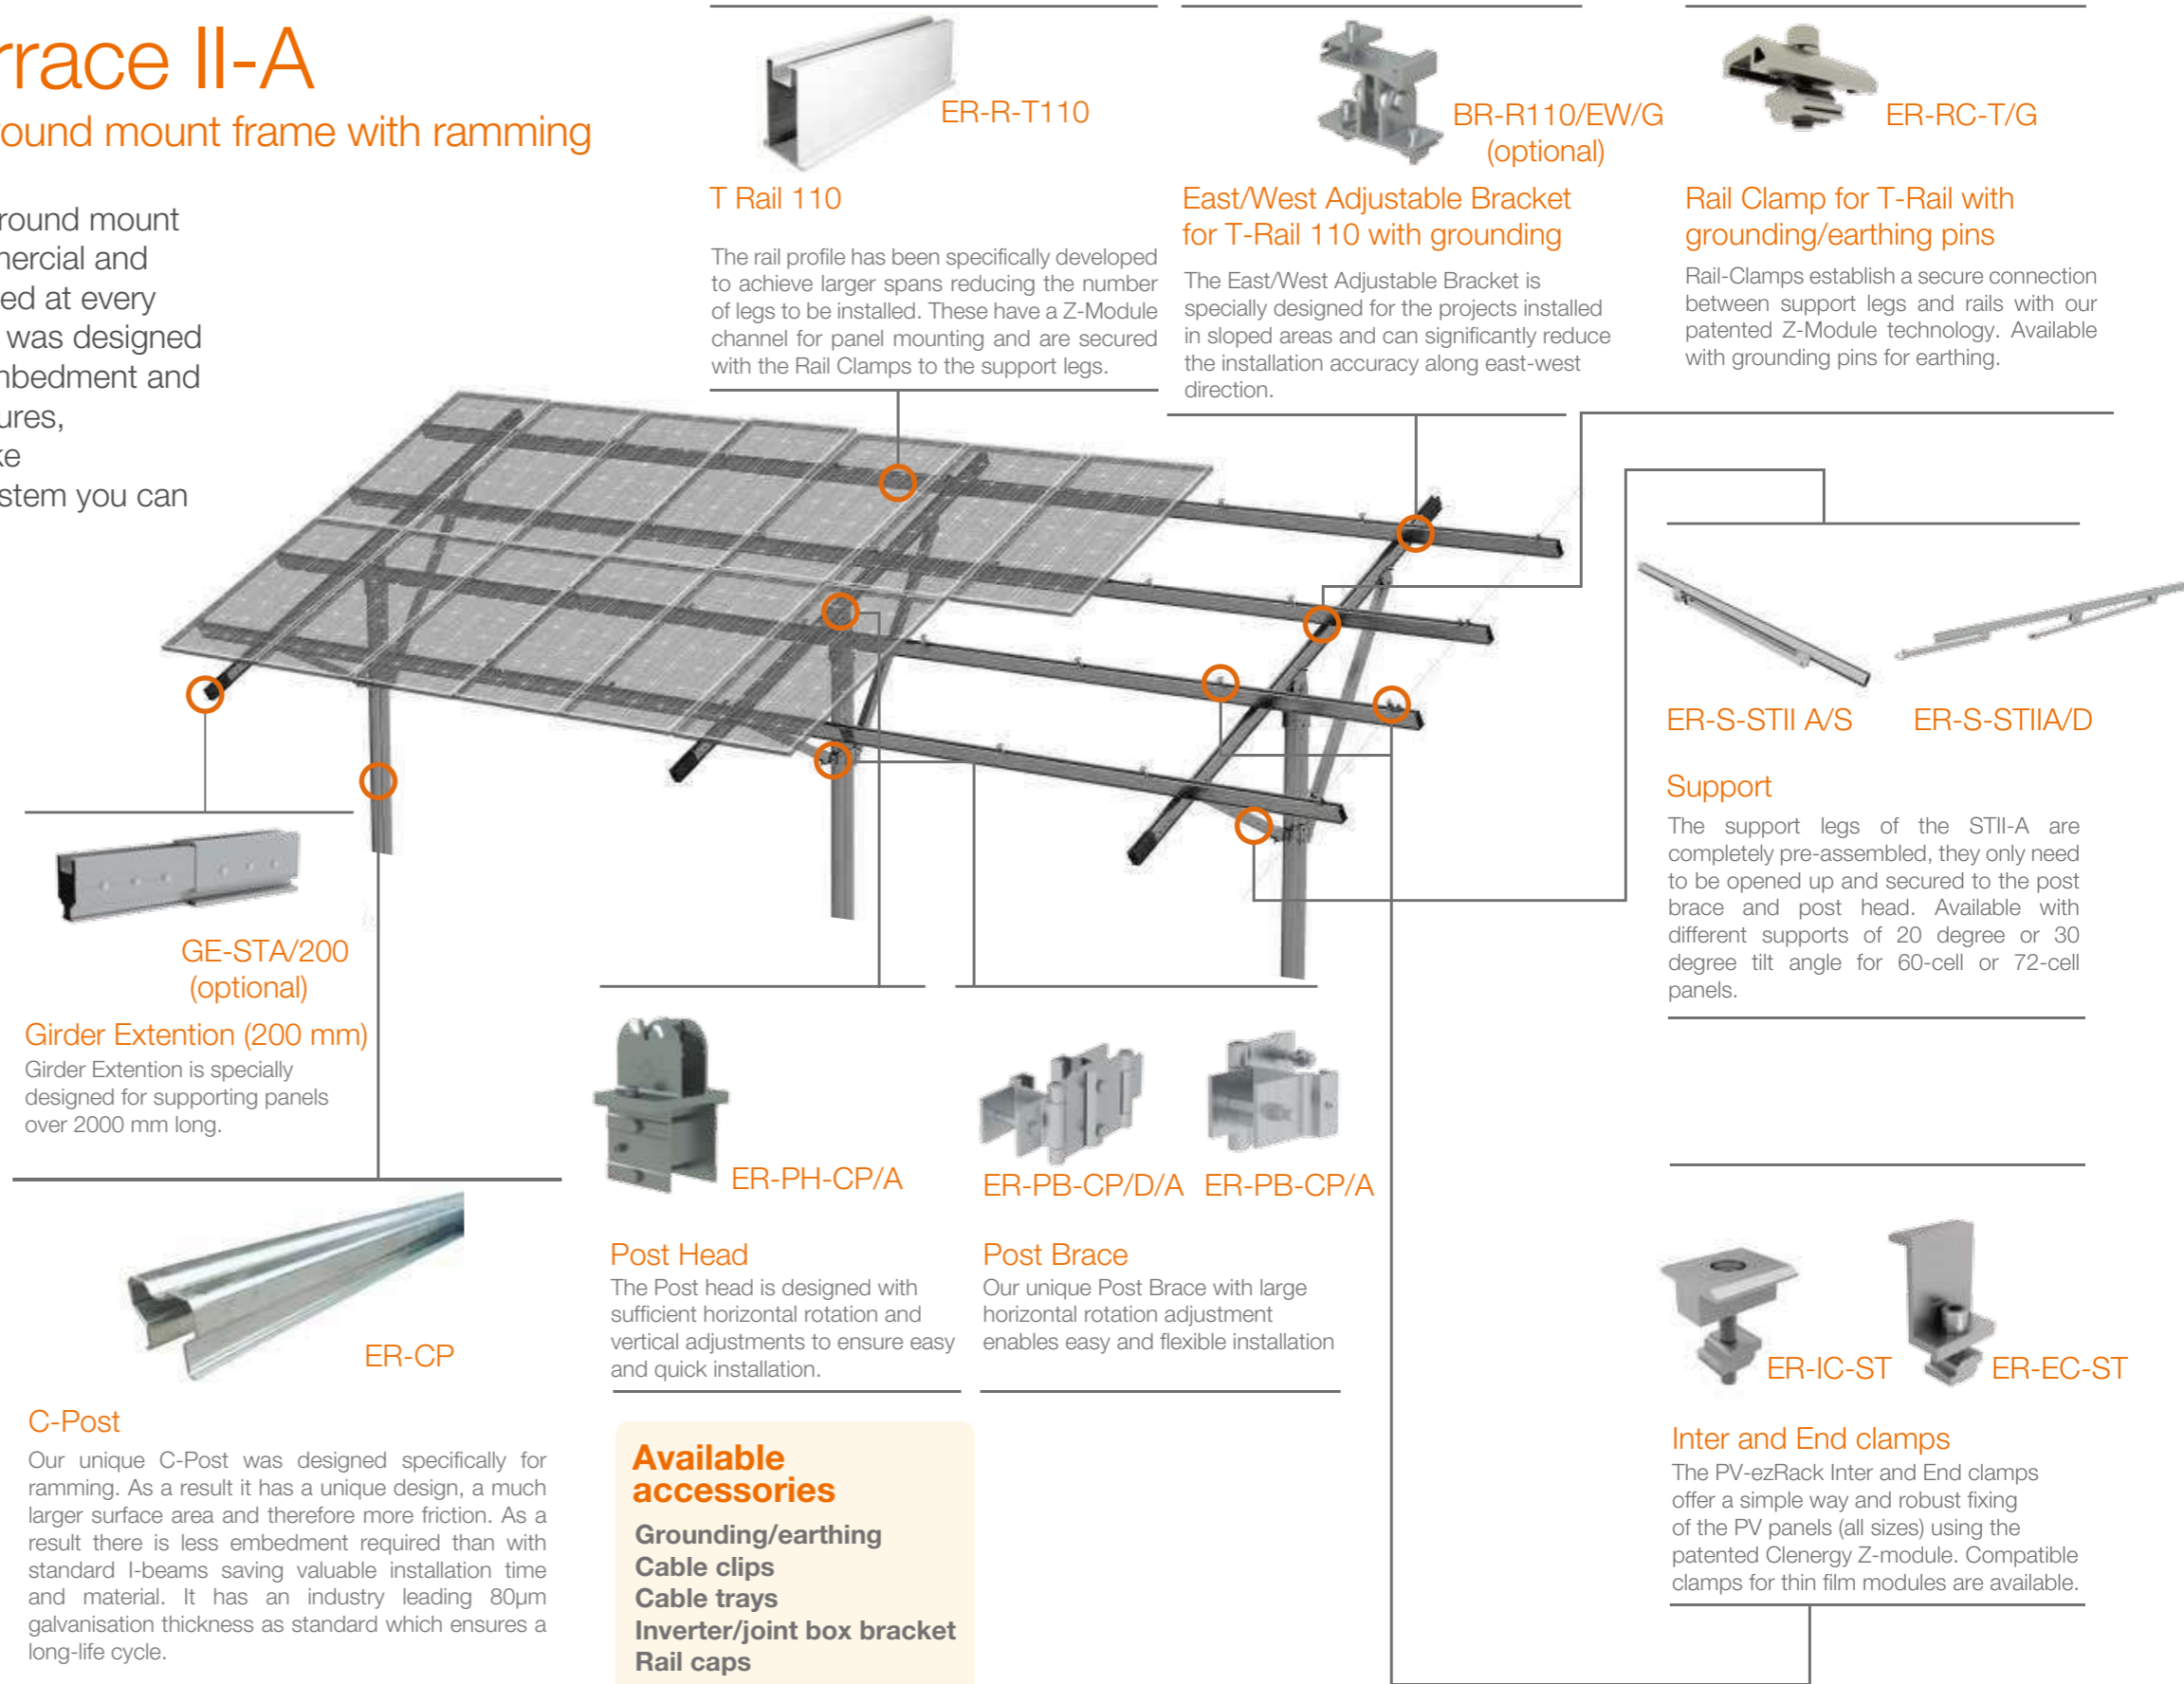 rrace II-A
round mount frame with ramming
round mount
mercial and
ed at every
was designed
nbedment and
ures,
ke
stem you can
ER-R-T110
T Rail 110
The rail profile has been specifically developed
to achieve larger spans reducing the number
of legs to be installed. These have a Z-Module
channel for panel mounting and are secured
with the Rail Clamps to the support legs.
BR-R110/EW/G
(optional)
East/West Adjustable Bracket
for T-Rail 110 with grounding
The East/West Adjustable Bracket is
specially designed for the projects installed
in sloped areas and can significantly reduce
the installation accuracy along east-west
direction.
ER-RC-T/G
Rail Clamp for T-Rail with
grounding/earthing pins
Rail-Clamps establish a secure connection
between support legs and rails with our
patented Z-Module technology. Available
with grounding pins for earthing.
ER-S-STII A/S ER-S-STIIA/D
Support
The support legs of the STII-A are
completely pre-assembled, they only need
to be opened up and secured to the post
brace and post head. Available with
different supports of 20 degree or 30
degree tilt angle for 60-cell or 72-cell
panels.
GE-STA/200
(optional)
Girder Extention (200 mm)
Girder Extention is specially
designed for supporting panels
over 2000 mm long.
ER-CP
C-Post
Our unique C-Post was designed specifically for
ramming. As a result it has a unique design, a much
larger surface area and therefore more friction. As a
result there is less embedment required than with
standard I-beams saving valuable installation time
and material. It has an industry leading 80μm
galvanisation thickness as standard which ensures a
long-life cycle.
ER-PH-CP/A
Post Head
The Post head is designed with
sufficient horizontal rotation and
vertical adjustments to ensure easy
and quick installation.
ER-PB-CP/D/A ER-PB-CP/A
Post Brace
Our unique Post Brace with large
horizontal rotation adjustment
enables easy and flexible installation
Available
accessories
Grounding/earthing
Cable clips
Cable trays
Inverter/joint box bracket
Rail caps
ER-IC-ST ER-EC-ST
Inter and End clamps
The PV-ezRack Inter and End clamps
offer a simple way and robust fixing
of the PV panels (all sizes) using the
patented Clenergy Z-module. Compatible
clamps for thin film modules are available.